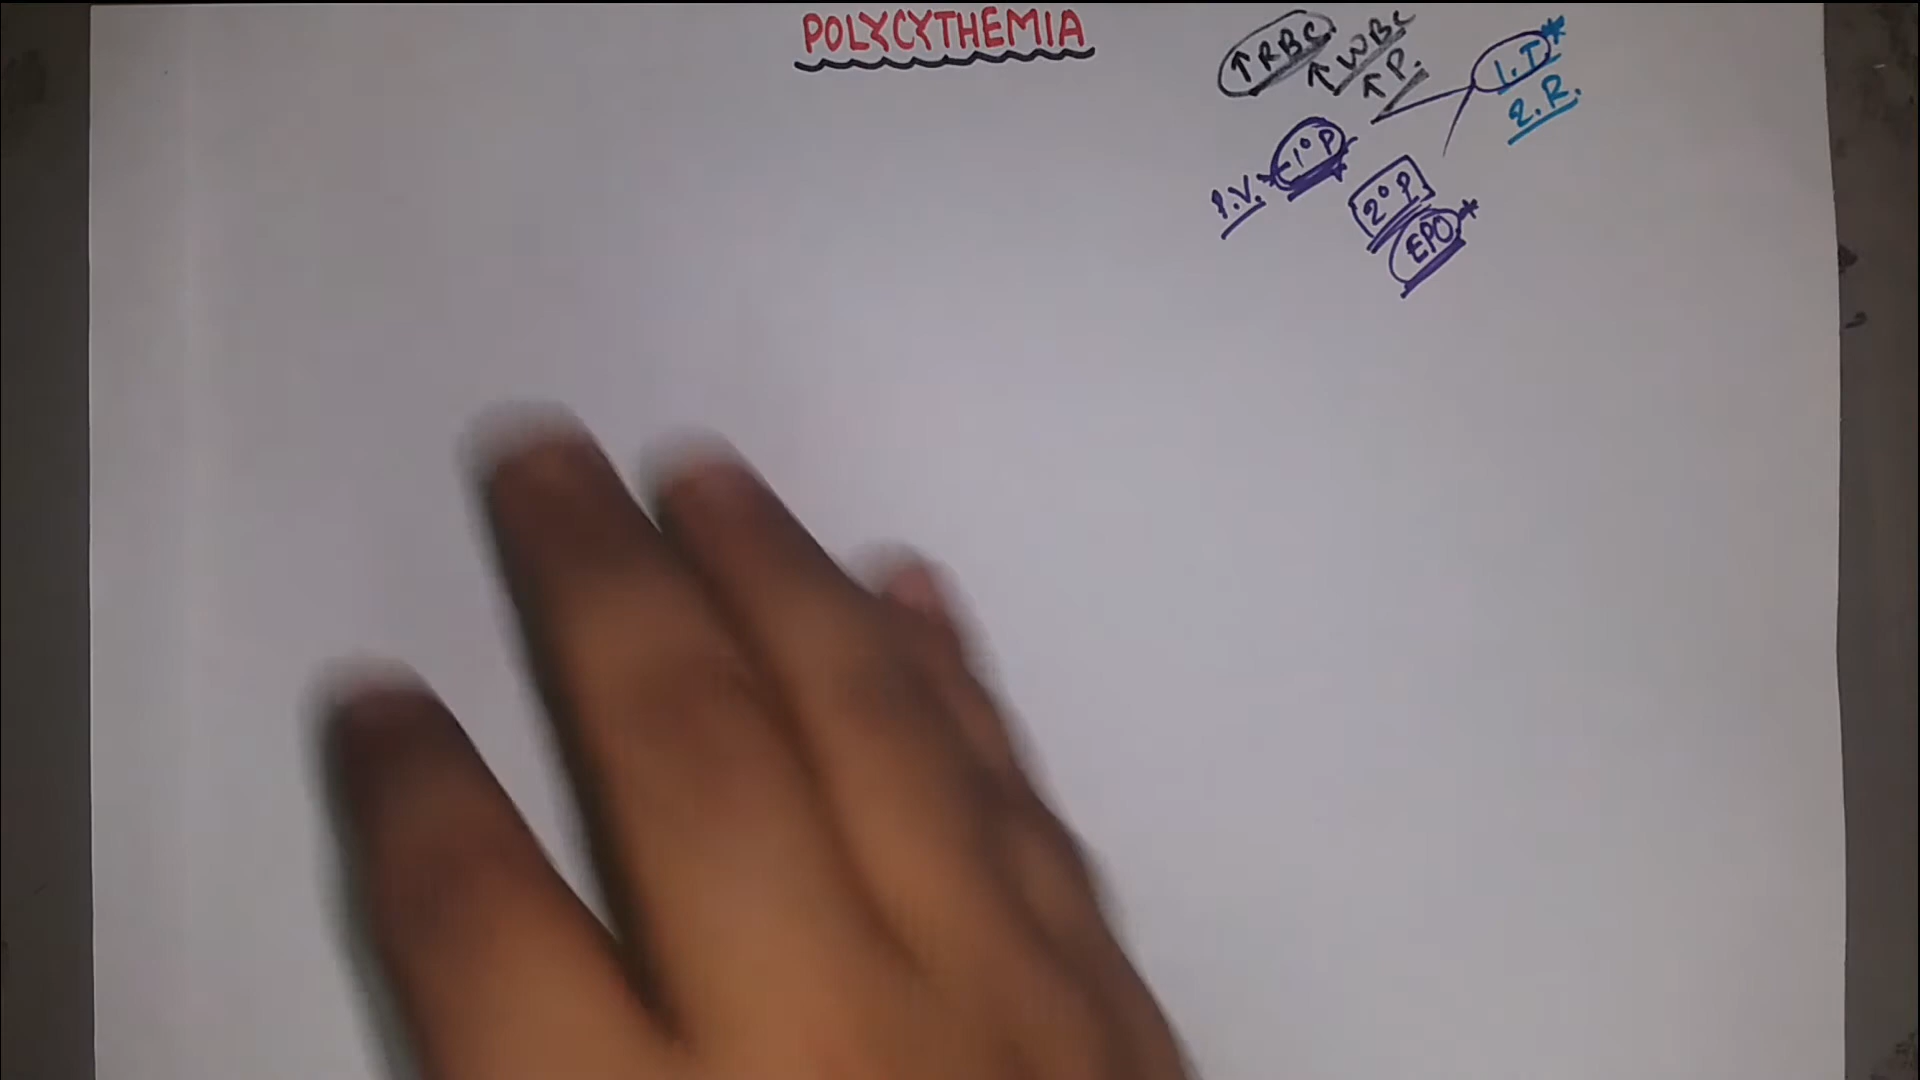 POLYCYTHEMIA
↑RBC
↑WBC
↑P.
1. T*
2. R.
1° P
P.V.
2° P
EPO*